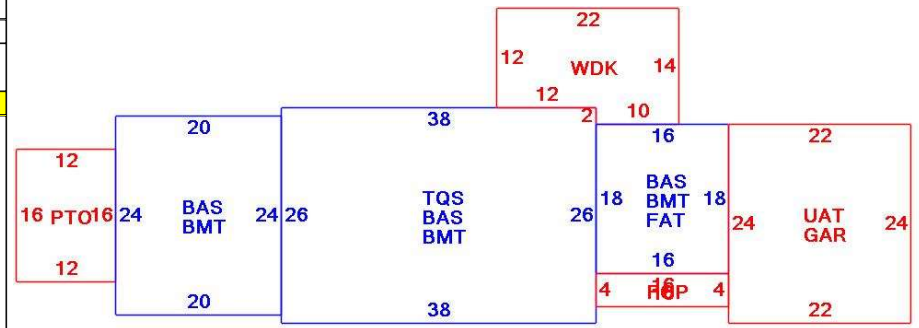 22
12 WDK 14
12
2 10
20
38
16
22
12
16 PTO 16
24 BAS 24
BMT
26 TQS 26
BAS
BMT
18 BAS 18
BMT
FAT
24 UAT 24
GAR
12
16
4 4
20
38
22